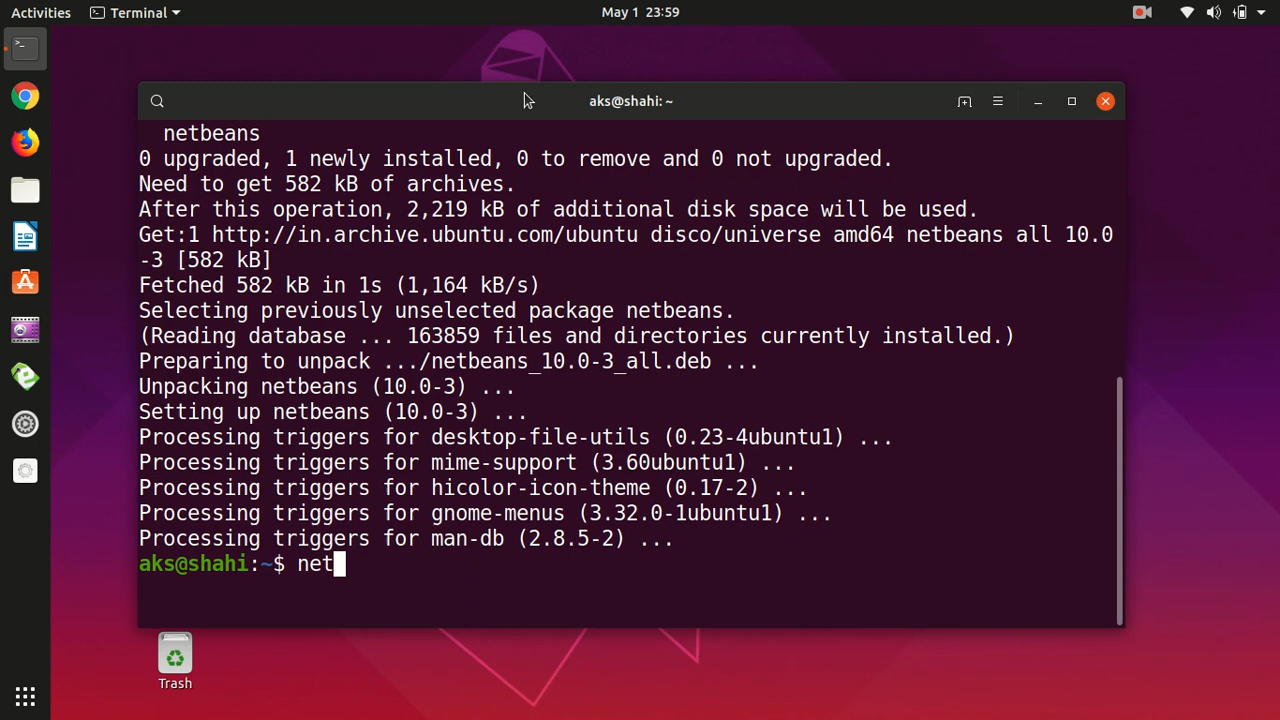 Activities
Terminal
May 1 23:59
aks@shahi: ~
netbeans
0 upgraded, 1 newly installed, 0 to remove and 0 not upgraded.
Need to get 582 kB of archives.
After this operation, 2,219 kB of additional disk space will be used.
Get:1 http://in.archive.ubuntu.com/ubuntu disco/universe amd64 netbeans all 10.0
-3 [582 kB]
Fetched 582 kB in 1s (1,164 kB/s)
Selecting previously unselected package netbeans.
(Reading database ... 163859 files and directories currently installed.)
Preparing to unpack .../netbeans_10.0-3_all.deb ...
Unpacking netbeans (10.0-3) ...
Setting up netbeans (10.0-3) ...
Processing triggers for desktop-file-utils (0.23-4ubuntu1) ...
Processing triggers for mime-support (3.60ubuntu1) ...
Processing triggers for hicolor-icon-theme (0.17-2) ...
Processing triggers for gnome-menus (3.32.0-1ubuntu1) ...
Processing triggers for man-db (2.8.5-2) ...
aks@shahi:~$ net
Trash